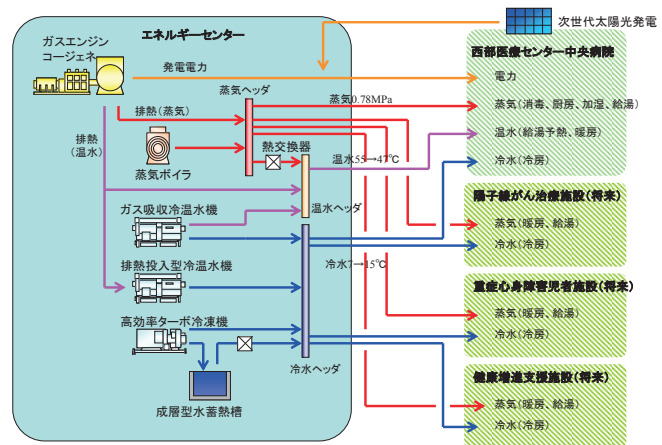 次世代太陽光発電
ガスエンジン
コージェネ
エネルギーセンター
発電電力
蒸気ヘッダ
蒸気0.78MPa
排熱(蒸気)
排熱
(温水)
熱交換器
温水55→47℃
蒸気ボイラ
ガス吸収冷温水機
温水ヘッダ
冷水7→15℃
排熱投入型冷温水機
高効率ターボ冷凍機
冷水ヘッダ
成層型水蓄熱槽
西部医療センター中央病院
電力
蒸気(消毒、厨房、加湿、給湯)
温水(給湯予熱、暖房)
冷水(冷房)
陽子線がん治療施設(将来)
蒸気(暖房、給湯)
冷水(冷房)
重症心身障害児者施設(将来)
蒸気(暖房、給湯)
冷水(冷房)
健康増進支援施設(将来)
蒸気(暖房、給湯)
冷水(冷房)